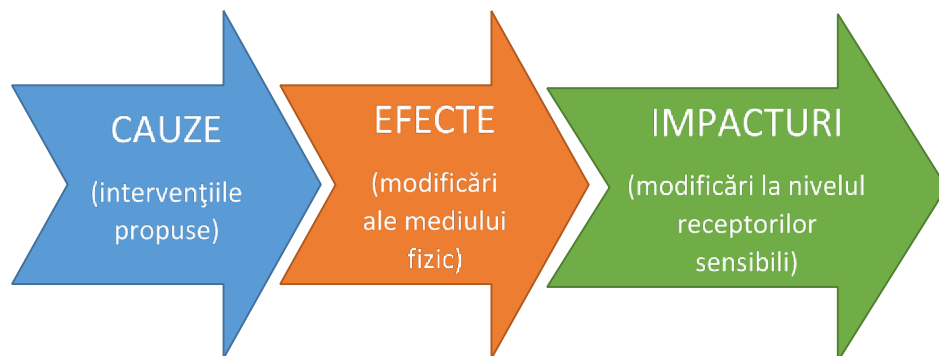 CAUZE
(intervenţiile
propuse)
EFECTE
(modificări
ale mediului
fizic)
IMPACTURI
(modificări la nivelul
receptorilor
sensibili)